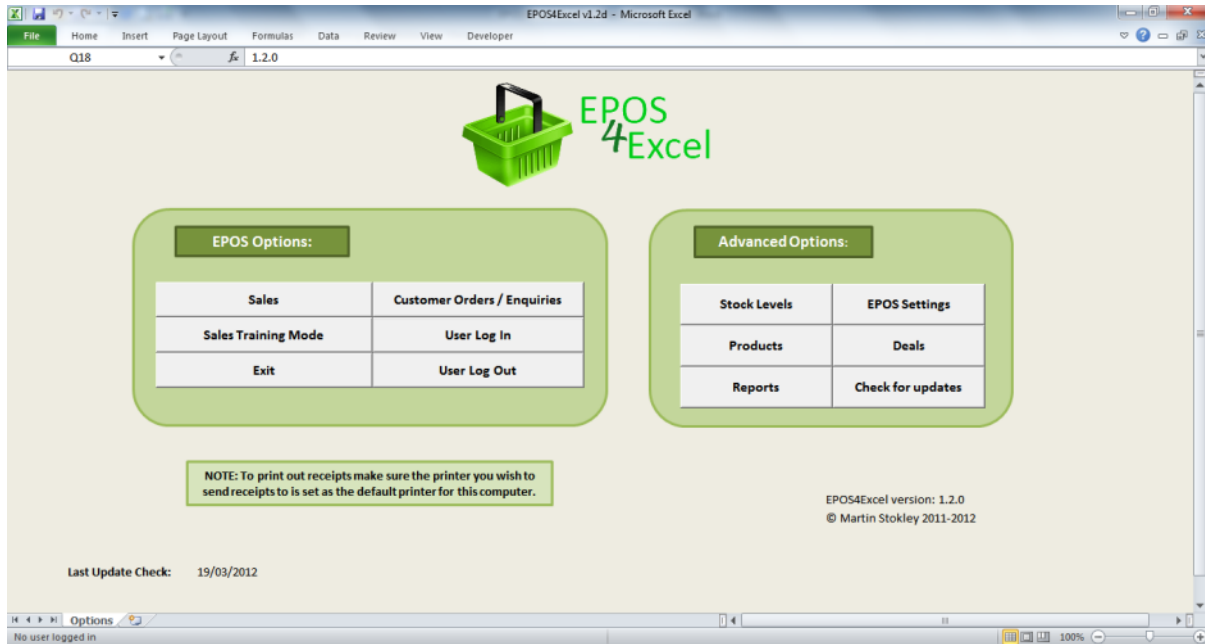 EPOS4Excel v1.2d - Microsoft Excel
File Home Insert Page Layout Formulas Data Review View Developer
Q18 fx 1.2.0
EPOS
4Excel
EPOS Options:
Sales Customer Orders / Enquiries
Sales Training Mode User Log In
Exit User Log Out
Advanced Options:
Stock Levels EPOS Settings
Products Deals
Reports Check for updates
NOTE: To print out receipts make sure the printer you wish to
send receipts to is set as the default printer for this computer.
EPOS4Excel version: 1.2.0
© Martin Stokley 2011-2012
Last Update Check: 19/03/2012
Options
No user logged in 100%